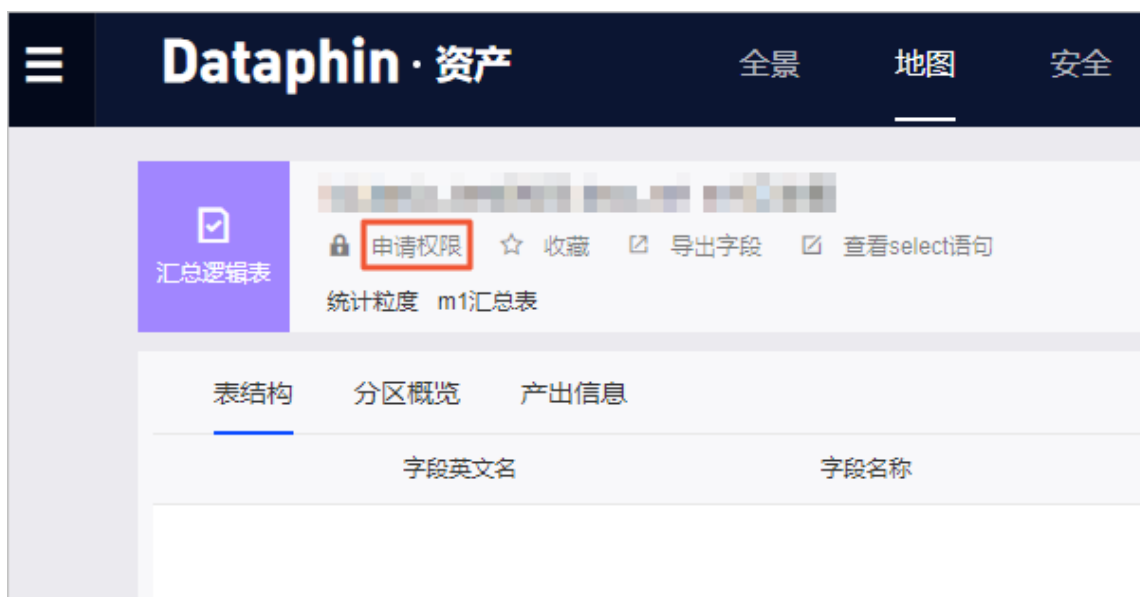 Dataphin · 资产 全景 地图 安全
汇总逻辑表
申请权限 收藏 导出字段 查看select语句
统计粒度 m1汇总表
表结构 分区概览 产出信息
字段英文名 字段名称